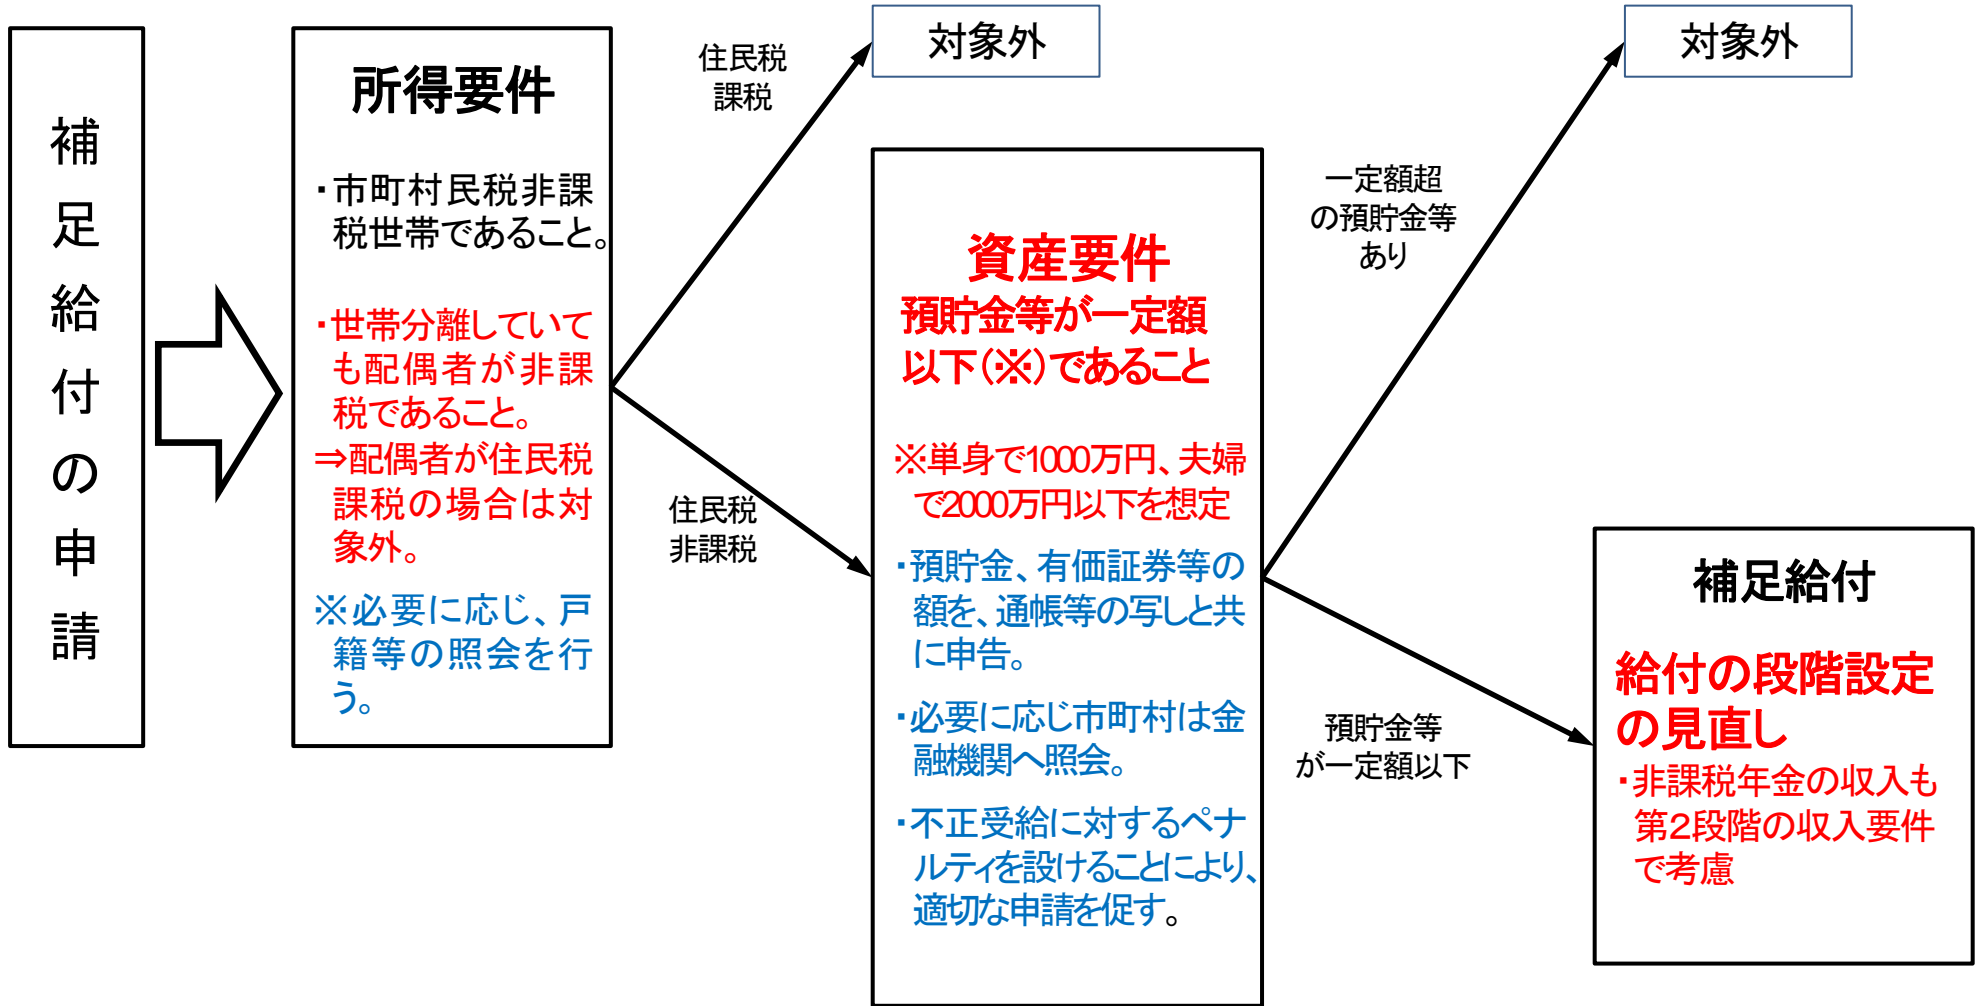 補足給付の申請
所得要件
・市町村民税非課
税世帯であること。
・世帯分離していて
も配偶者が非課
税であること。
⇒配偶者が住民税
課税の場合は対
象外。
※必要に応じ、戸
籍等の照会を行
う。
住民税
課税
対象外
住民税
非課税
資産要件
預貯金等が一定額
以下(※)であること
※単身で1000万円、夫婦
で2000万円以下を想定
・預貯金、有価証券等の
額を、通帳等の写しと共
に申告。
・必要に応じ市町村は金
融機関へ照会。
・不正受給に対するペナ
ルティを設けることにより、
適切な申請を促す。
一定額超
の預貯金等
あり
対象外
預貯金等
が一定額以下
補足給付
給付の段階設定
の見直し
・非課税年金の収入も
第2段階の収入要件
で考慮